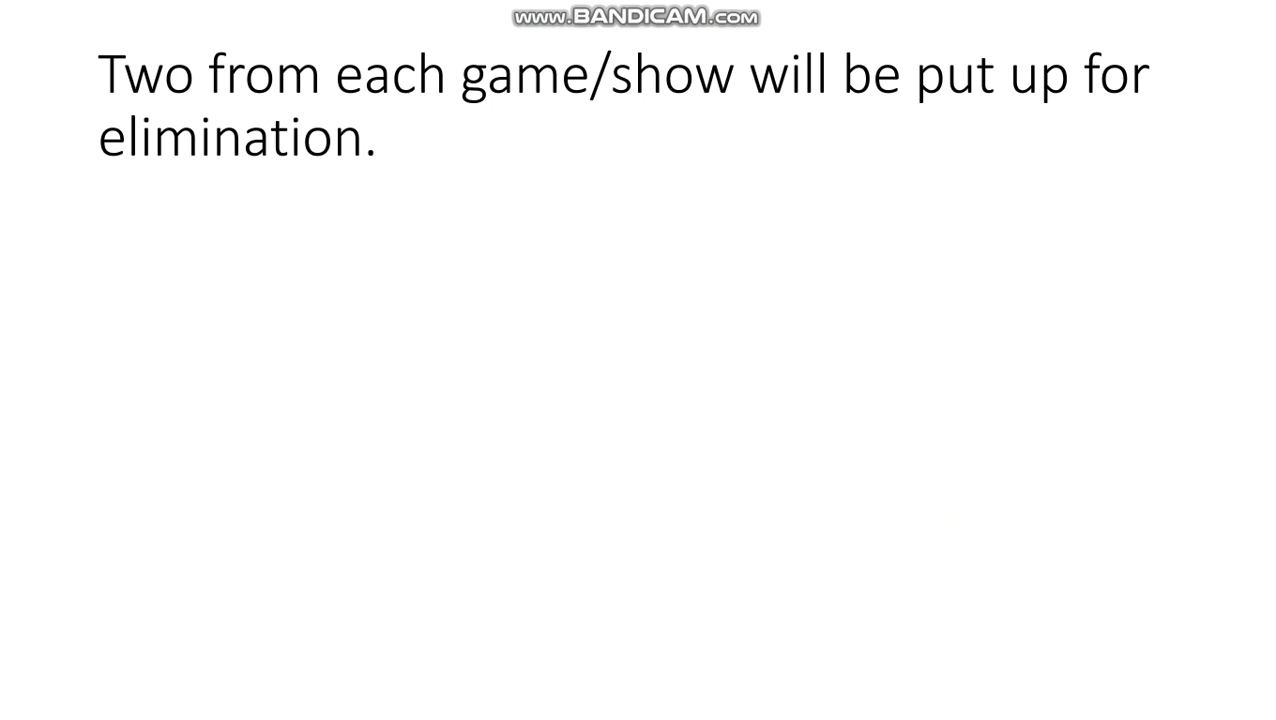 www.BANDICAM.com
Two from each game/show will be put up for
elimination.